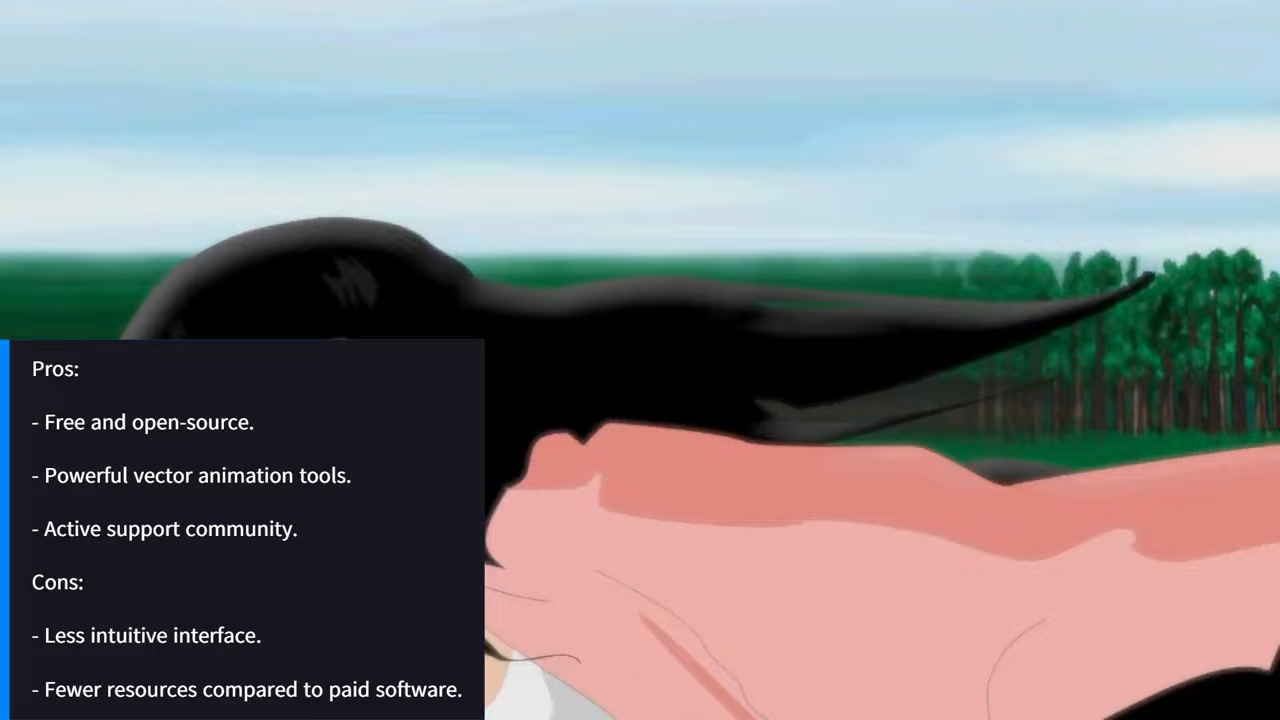 Pros:
- Free and open-source.
- Powerful vector animation tools.
- Active support community.
Cons:
- Less intuitive interface.
- Fewer resources compared to paid software.